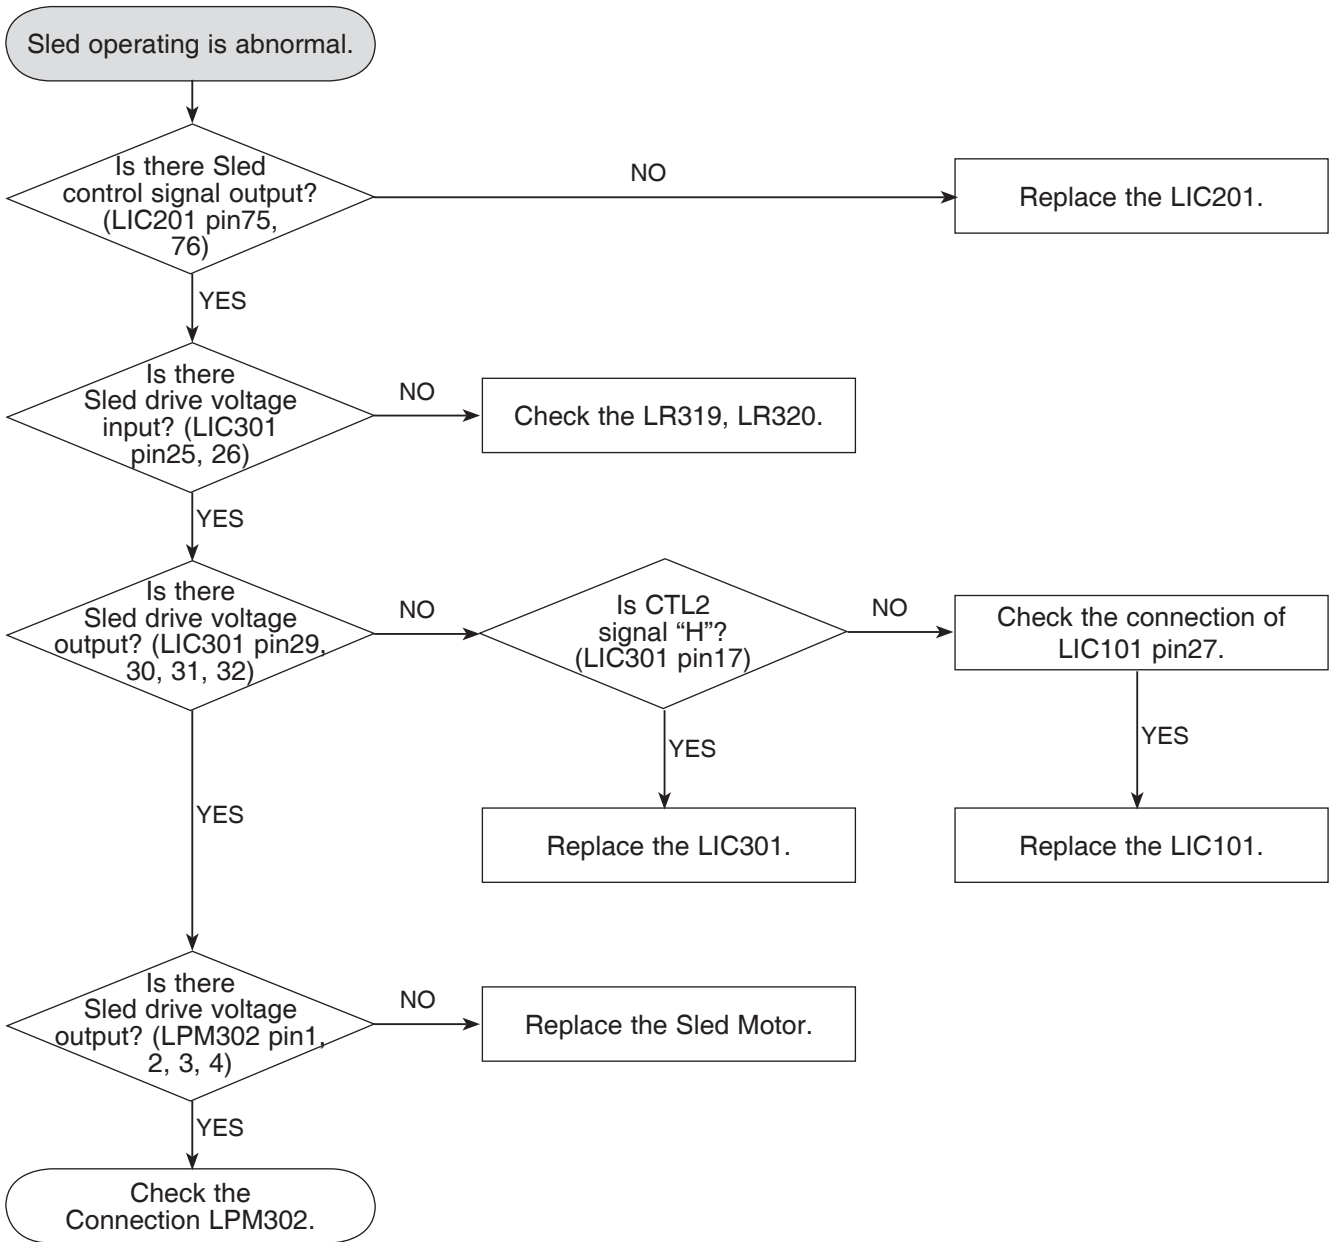 Sled operating is abnormal.
Is there Sled
control signal output?
(LIC201 pin75,
76)
NO
Replace the LIC201.
YES
Is there
Sled drive voltage
input? (LIC301
pin25, 26)
NO
Check the LR319, LR320.
YES
Is there
Sled drive voltage
output? (LIC301 pin29,
30, 31, 32)
NO
Is CTL2
signal “H”?
(LIC301 pin17)
NO
Check the connection of
LIC101 pin27.
YES
YES
YES
Replace the LIC301.
Replace the LIC101.
Is there
Sled drive voltage
output? (LPM302 pin1,
2, 3, 4)
NO
Replace the Sled Motor.
YES
Check the
Connection LPM302.